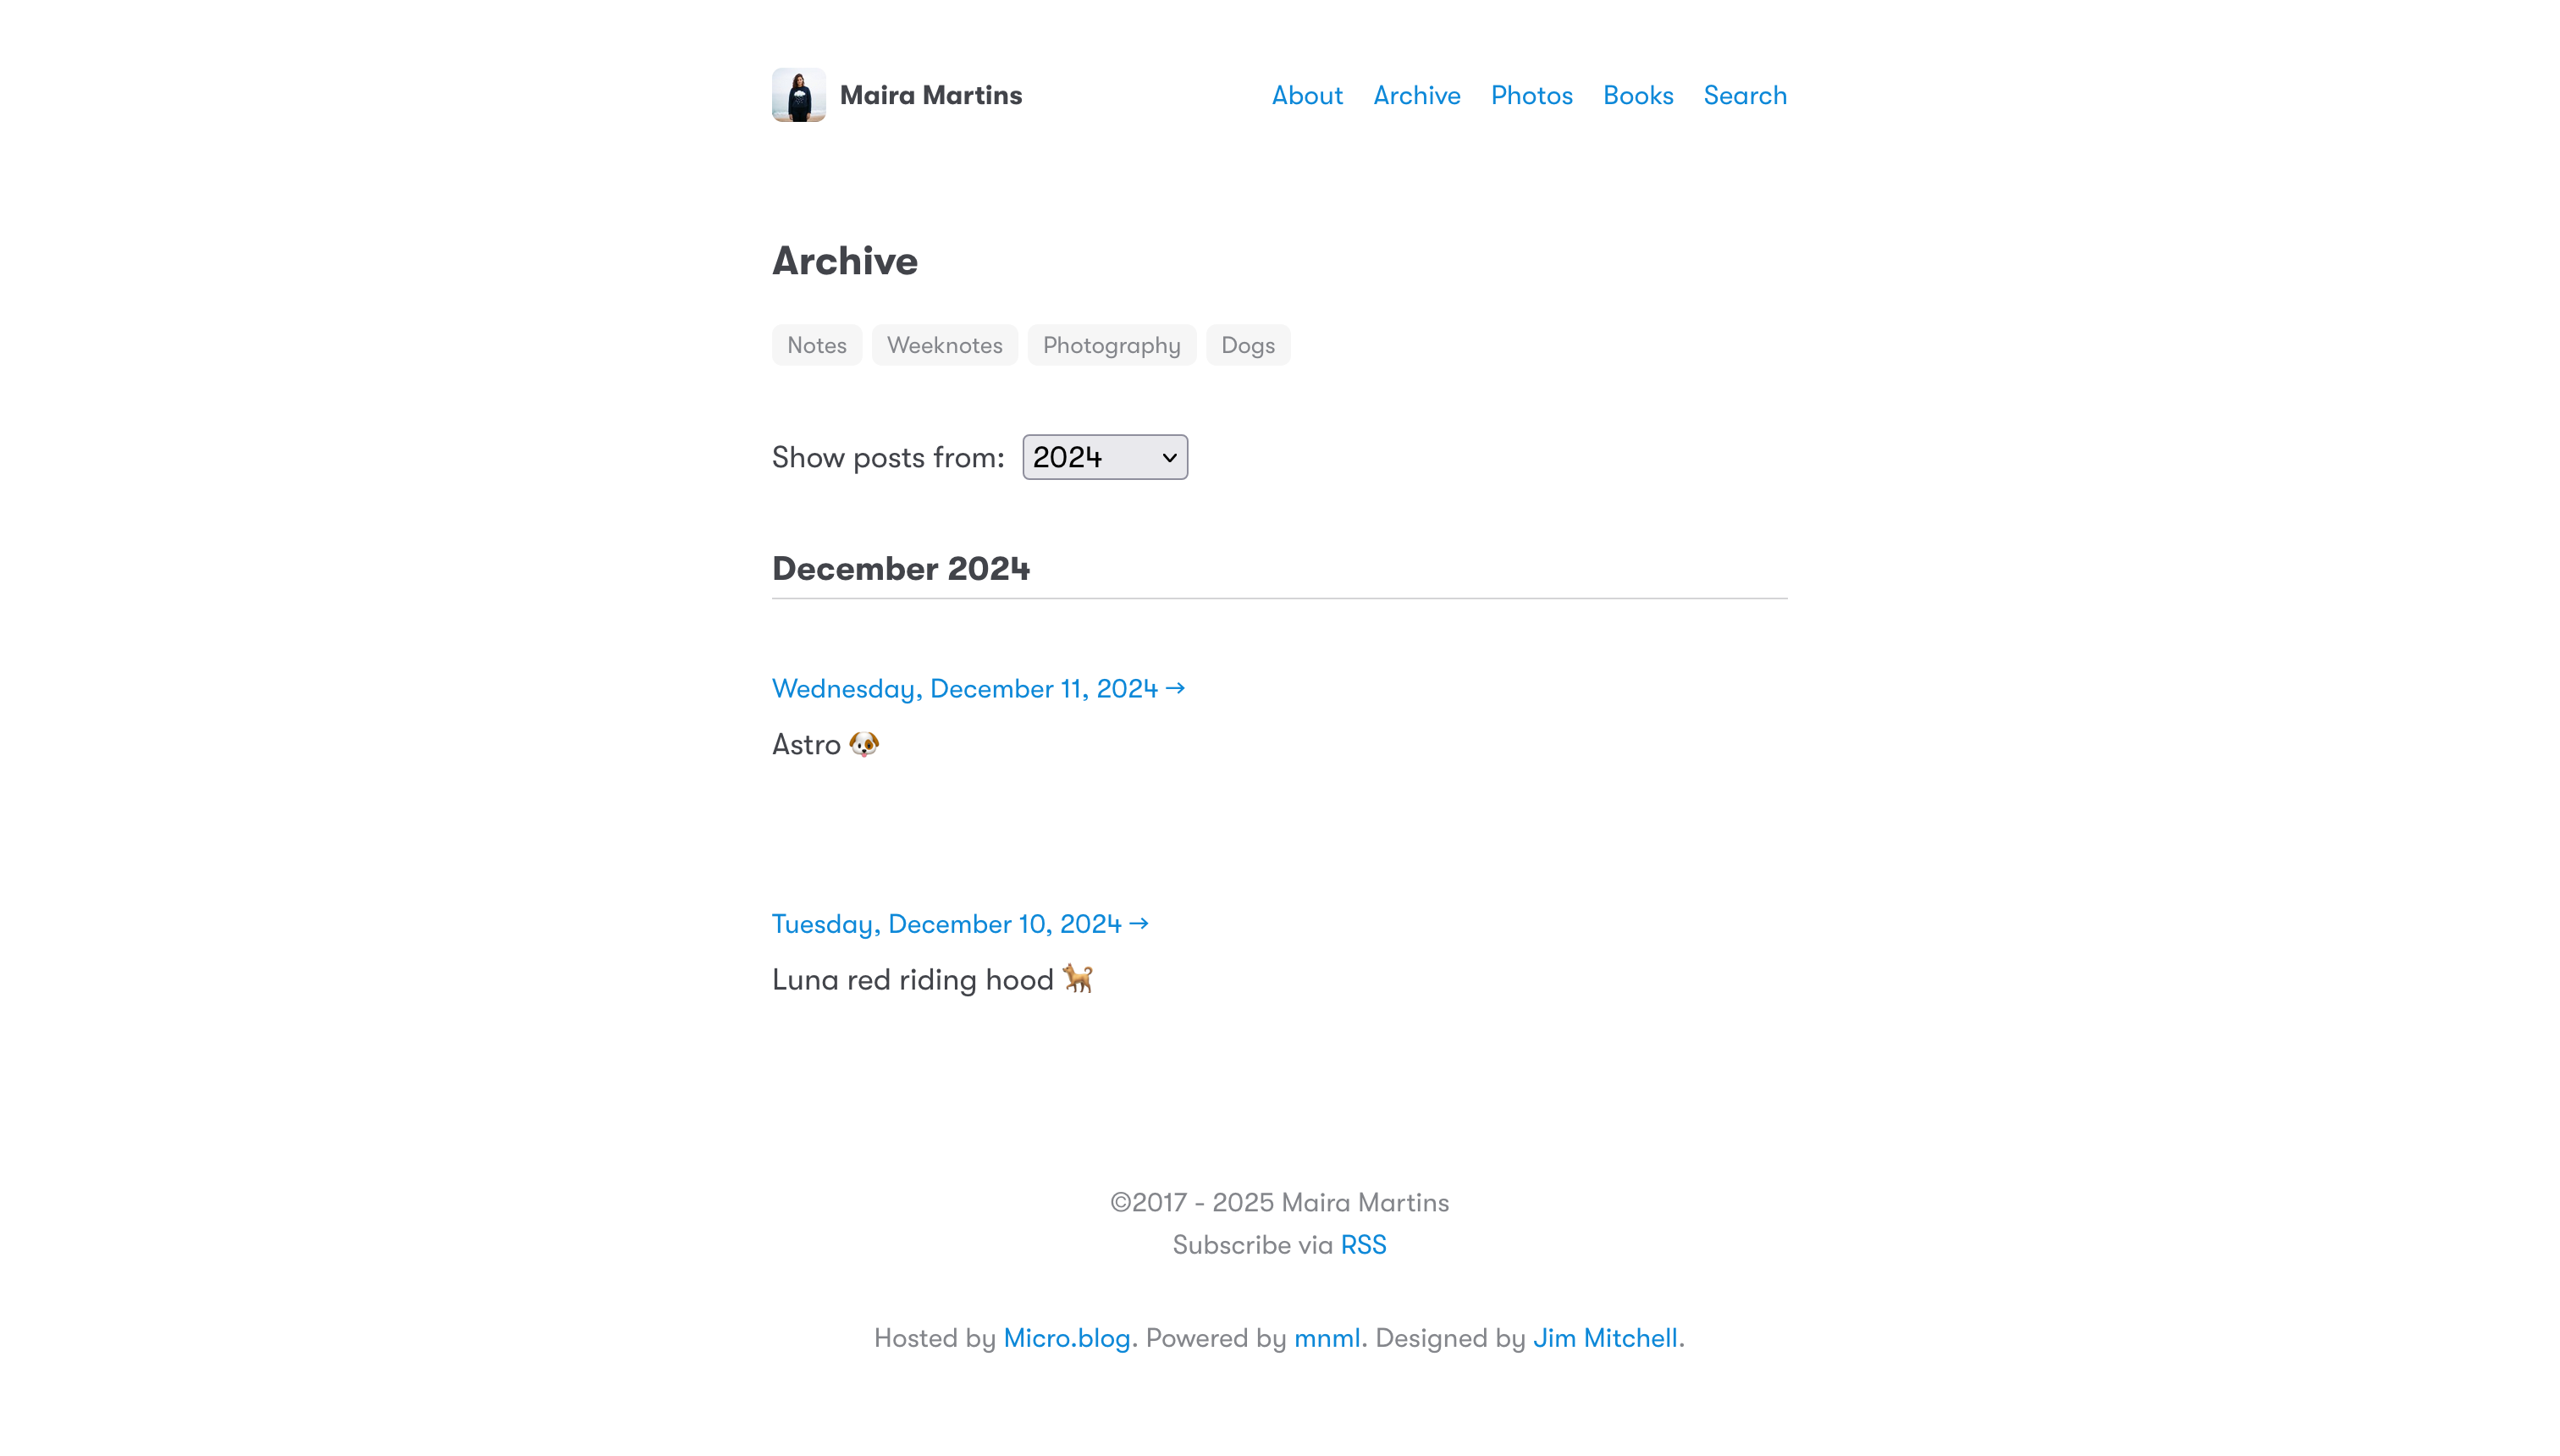 Maira Martins
About Archive Photos Books Search
Archive
Notes Weeknotes Photography Dogs
Show posts from: 2024
December 2024
Wednesday, December 11, 2024 →
Astro 🐶
Tuesday, December 10, 2024 →
Luna red riding hood 🐕
©2017 - 2025 Maira Martins
Subscribe via RSS
Hosted by Micro.blog. Powered by mnml. Designed by Jim Mitchell.